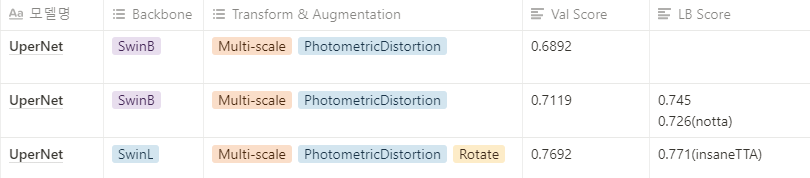 Aa 모델명 Backbone Transform & Augmentation Val Score LB Score
UperNet SwinB Multi-scale PhotometricDistortion 0.6892
UperNet SwinB Multi-scale PhotometricDistortion 0.7119 0.745
0.726(notta)
UperNet SwinL Multi-scale PhotometricDistortion Rotate 0.7692 0.771(insaneTTA)